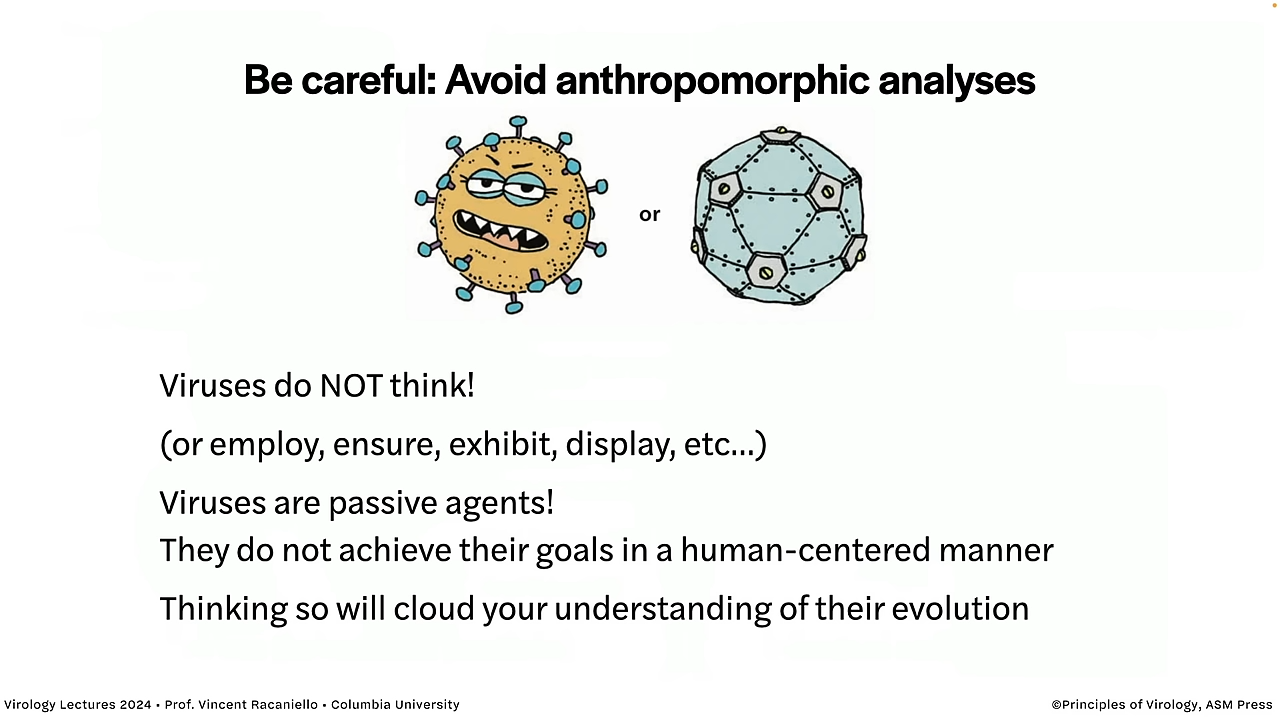 Be careful: Avoid anthropomorphic analyses
or
Viruses do NOT think!
(or employ, ensure, exhibit, display, etc...)
Viruses are passive agents!
They do not achieve their goals in a human-centered manner
Thinking so will cloud your understanding of their evolution
Virology Lectures 2024 • Prof. Vincent Racaniello • Columbia University
©Principles of Virology, ASM Press